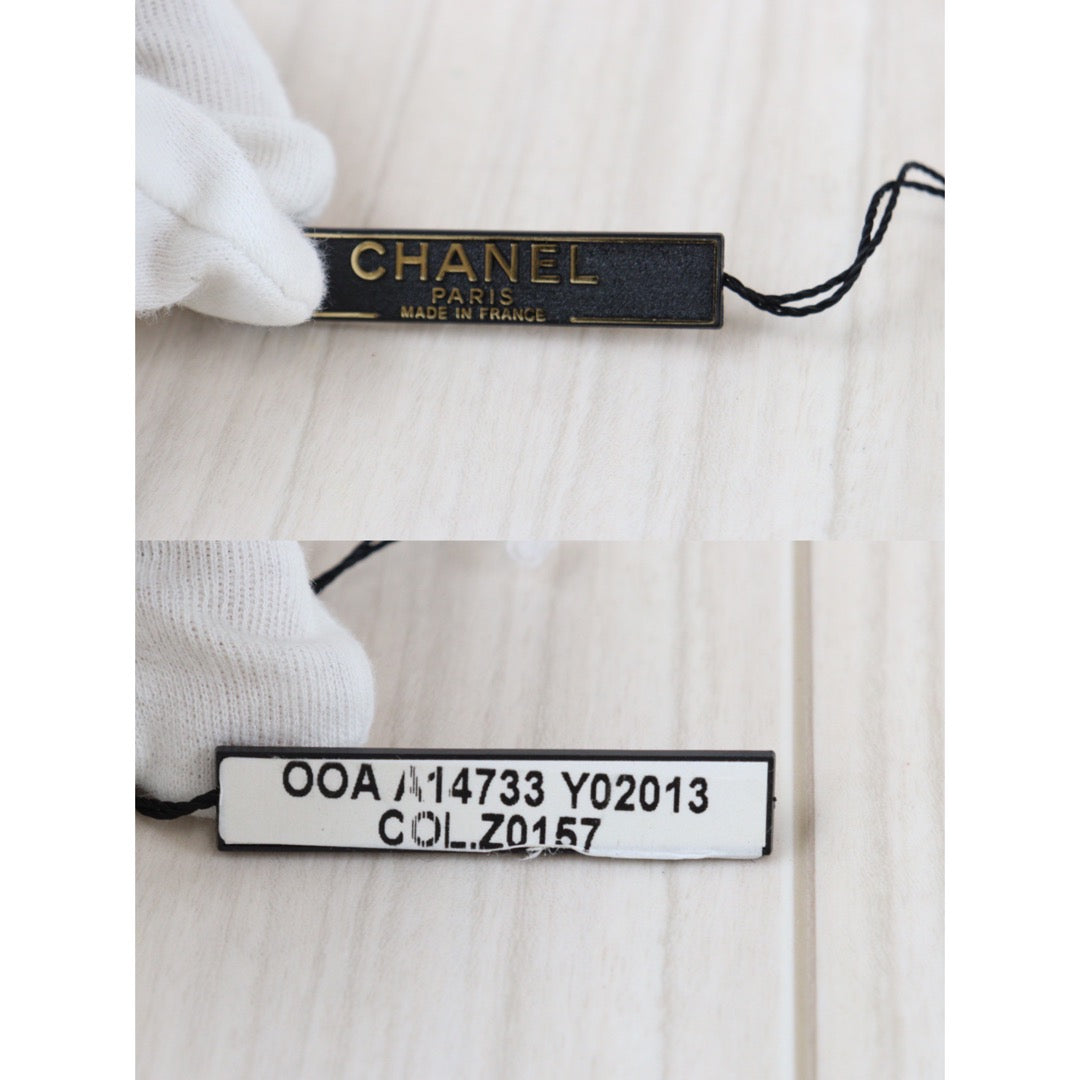 CHANEL
PARIS
MADE IN FRANCE
OOA A14733 Y02013
COL.Z0157